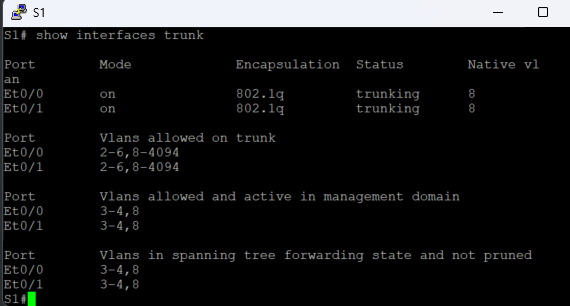 S1
S1# show interfaces trunk
Port Mode Encapsulation Status Native vl
an
Et0/0 on 802.1q trunking 8
Et0/1 on 802.1q trunking 8
Port Vlans allowed on trunk
Et0/0 2-6,8-4094
Et0/1 2-6,8-4094
Port Vlans allowed and active in management domain
Et0/0 3-4,8
Et0/1 3-4,8
Port Vlans in spanning tree forwarding state and not pruned
Et0/0 3-4,8
Et0/1 3-4,8
S1#